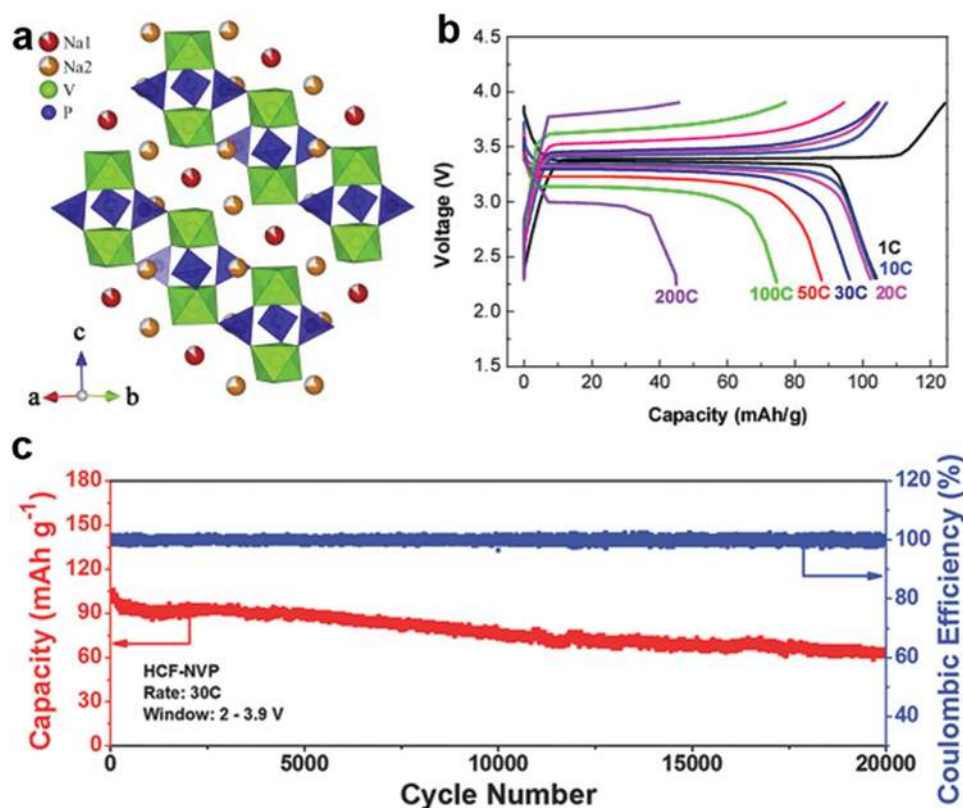 a
Na1
Na2
V
P
c
a
b
b
4.5
4.0
3.5
3.0
2.5
2.0
1.5
Voltage (V)
1C
10C
200C
100C
50C
30C
20C
0
20
40
60
80
100
120
Capacity (mAh/g)
c
180
150
120
90
60
30
0
Capacity (mAh g⁻¹)
HCF-NVP
Rate: 30C
Window: 2 - 3.9 V
120
100
80
60
40
Coulombic Efficiency (%)
0
5000
10000
15000
20000
Cycle Number